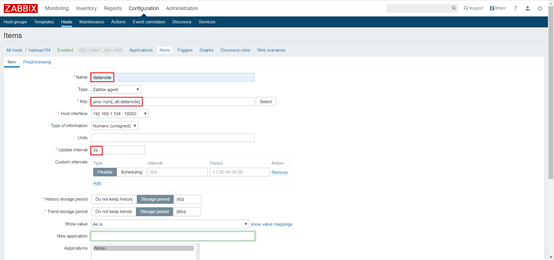 ZABBIX Monitoring Inventory Reports Configuration Administration Support Share ?
Host groups Templates Hosts Maintenance Actions Event correlation Discovery Services
Items
All hosts / hadoop104 Enabled ZBX SNMP JMX IPMI Applications Items Triggers Graphs Discovery rules Web scenarios
Item Preprocessing
* Name datanode
Type Zabbix agent
* Key proc.num[,,all,datanode] Select
* Host interface 192.168.1.104 : 10050
Type of information Numeric (unsigned)
Units
* Update interval 5s
Custom intervals Type Interval Period Action
Flexible Scheduling 50s 1-7,00:00-24:00 Remove
Add
* History storage period Do not keep history Storage period 90d
* Trend storage period Do not keep trends Storage period 365d
Show value As is show value mappings
New application
Applications -None-